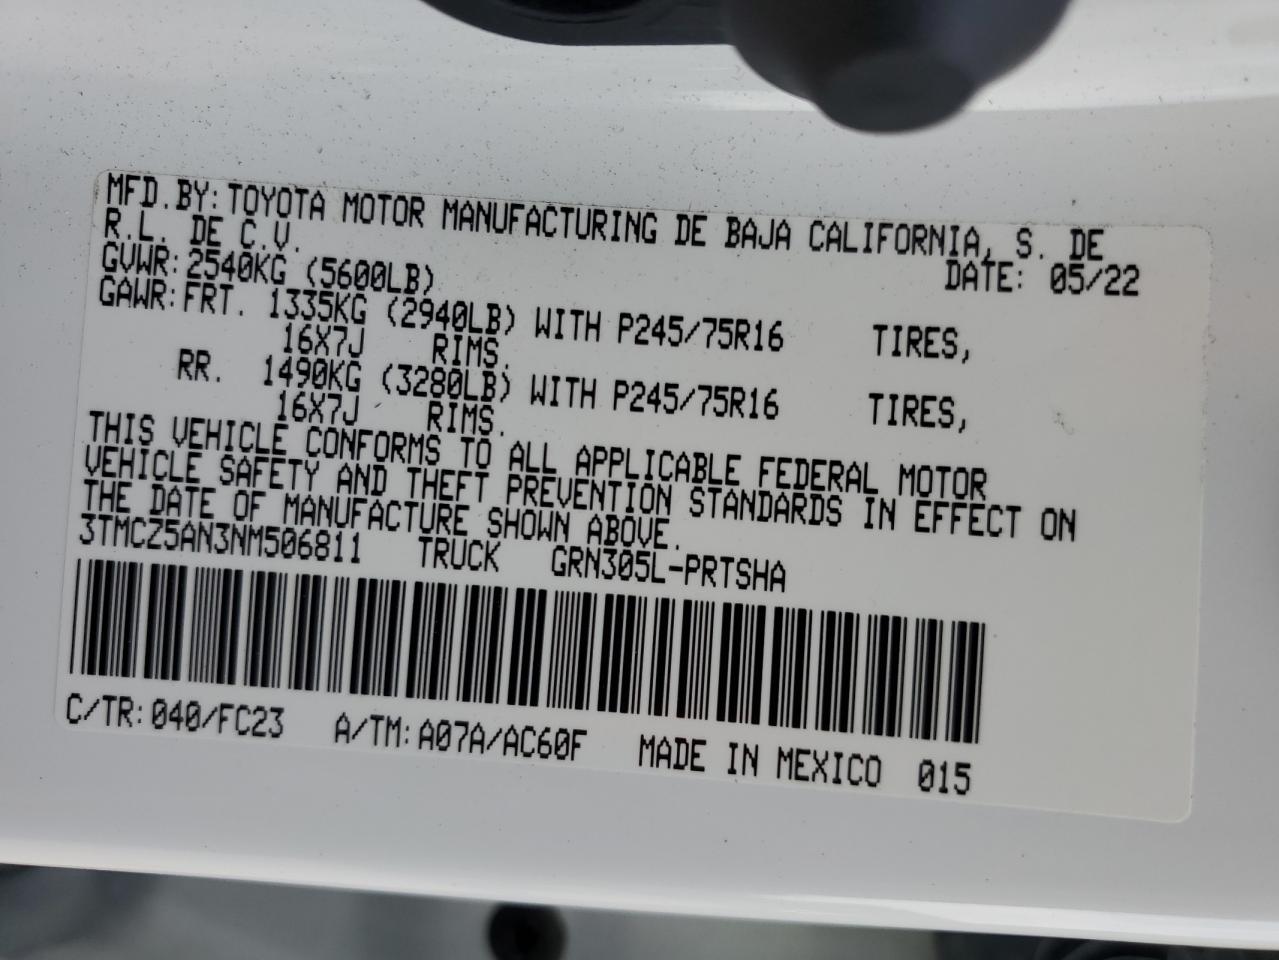 MFD.BY:TOYOTA MOTOR MANUFACTURING DE BAJA CALIFORNIA, S. DE
R.L. DE C.V. DATE: 05/22
GVWR:2540KG (5600LB)
GAWR:FRT. 1335KG (2940LB) WITH P245/75R16 TIRES,
16X7J RIMS.
RR. 1490KG (3280LB) WITH P245/75R16 TIRES,
16X7J RIMS.
THIS VEHICLE CONFORMS TO ALL APPLICABLE FEDERAL MOTOR
VEHICLE SAFETY AND THEFT PREVENTION STANDARDS IN EFFECT ON
THE DATE OF MANUFACTURE SHOWN ABOVE.
3TMCZ5AN3NM506811 TRUCK GRN305L-PRTSHA
C/TR:040/FC23 A/TM:A07A/AC60F MADE IN MEXICO 015